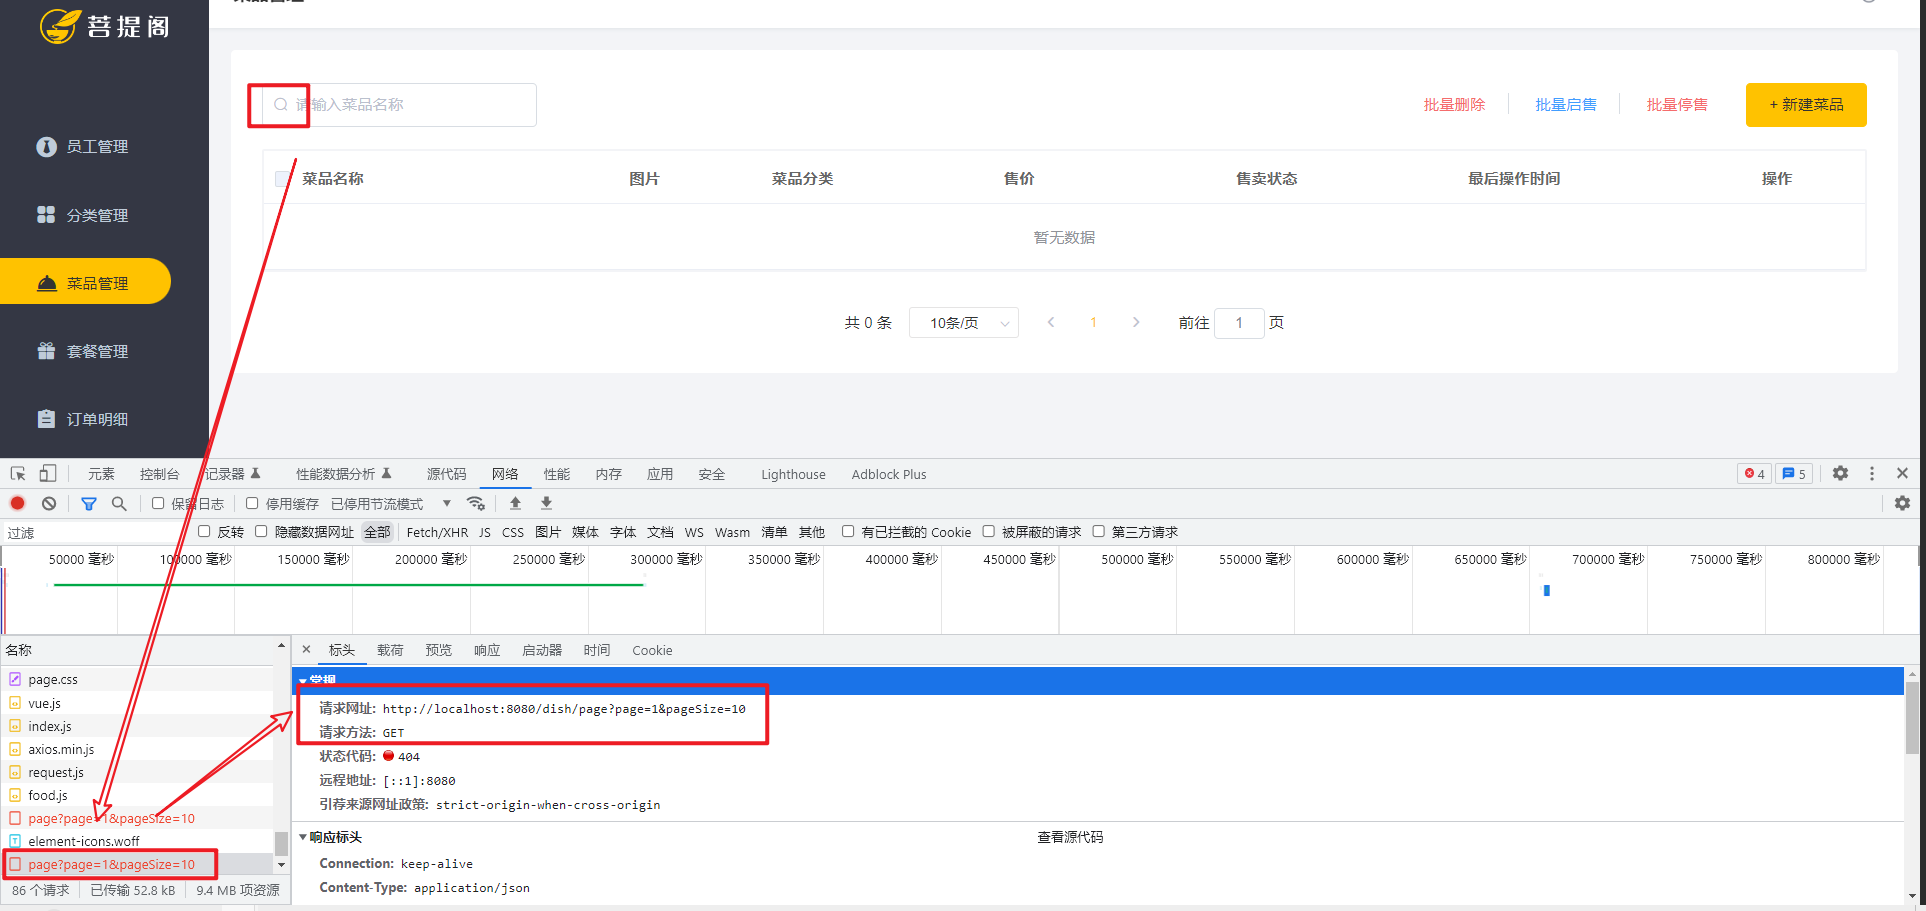 菩提阁
请输入菜品名称
批量删除
批量启售
批量停售
+ 新建菜品
员工管理
分类管理
菜品管理
套餐管理
订单明细
菜品名称 图片 菜品分类 售价 售卖状态 最后操作时间 操作
暂无数据
共 0 条 10条/页 1 前往 1 页
元素 控制台 记录器 性能数据分析 源代码 网络 性能 内存 应用 安全 Lighthouse Adblock Plus 4 5
保留日志 停用缓存 已停用节流模式
过滤 反转 隐藏数据网址 全部 Fetch/XHR JS CSS 图片 媒体 字体 文档 WS Wasm 清单 其他 有已拦截的 Cookie 被屏蔽的请求 第三方请求
50000 毫秒 100000 毫秒 150000 毫秒 200000 毫秒 250000 毫秒 300000 毫秒 350000 毫秒 400000 毫秒 450000 毫秒 500000 毫秒 550000 毫秒 600000 毫秒 650000 毫秒 700000 毫秒 750000 毫秒 800000 毫秒
名称
page.css
vue.js
index.js
axios.min.js
request.js
food.js
page?page=1&pageSize=10
element-icons.woff
page?page=1&pageSize=10
86 个请求 已传输 52.8 kB 9.4 MB 项资源
标头 载荷 预览 响应 启动器 时间 Cookie
常规
请求网址: http://localhost:8080/dish/page?page=1&pageSize=10
请求方法: GET
状态代码: 404
远程地址: [::1]:8080
引荐来源网址政策: strict-origin-when-cross-origin
响应标头 查看源代码
Connection: keep-alive
Content-Type: application/json